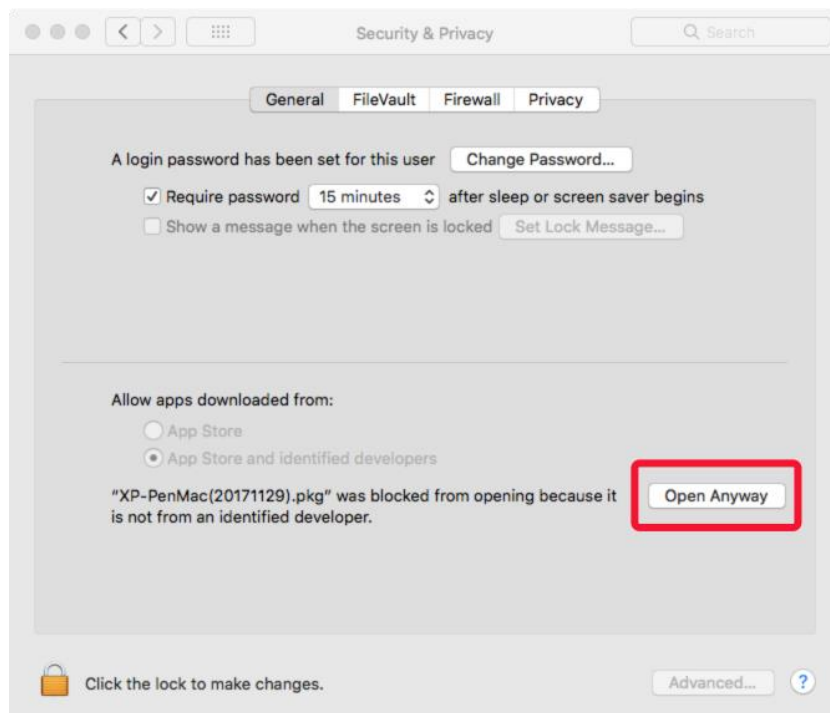 Security & Privacy
Search
General FileVault Firewall Privacy
A login password has been set for this user Change Password...
Require password 15 minutes after sleep or screen saver begins
Show a message when the screen is locked Set Lock Message...
Allow apps downloaded from:
App Store
App Store and identified developers
“XP-PenMac(20171129).pkg” was blocked from opening because it Open Anyway
is not from an identified developer.
Click the lock to make changes. Advanced... ?